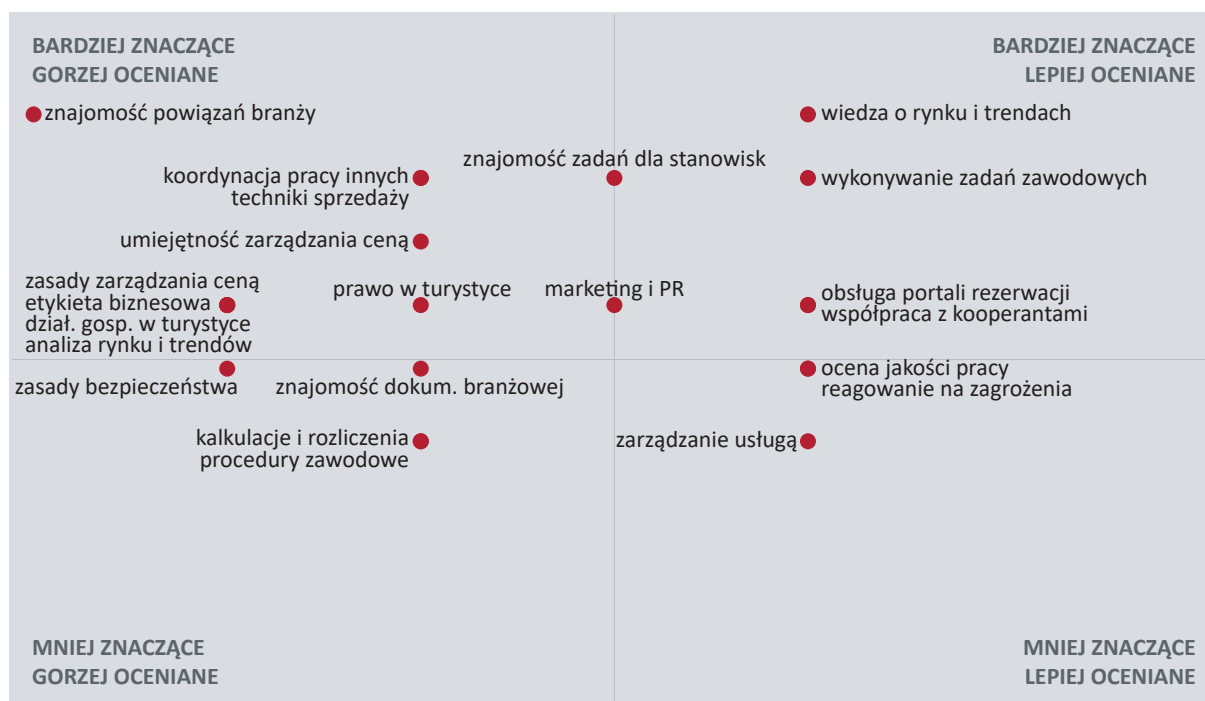 BARDZIEJ ZNACZĄCE
GORZEJ OCENIANE
BARDZIEJ ZNACZĄCE
LEPIEJ OCENIANE
znajomość powiązań branży
wiedza o rynku i trendach
znajomość zadań dla stanowisk
koordynacja pracy innych
techniki sprzedaży
wykonywanie zadań zawodowych
umiejętność zarządzania ceną
zasady zarządzania ceną
etykieta biznesowa
dział. gosp. w turystyce
analiza rynku i trendów
prawo w turystyce
marketing i PR
obsługa portali rezerwacji
współpraca z kooperantami
zasady bezpieczeństwa
znajomość dokum. branżowej
ocena jakości pracy
reagowanie na zagrożenia
kalkulacje i rozliczenia
procedury zawodowe
zarządzanie usługą
MNIEJ ZNACZĄCE
GORZEJ OCENIANE
MNIEJ ZNACZĄCE
LEPIEJ OCENIANE